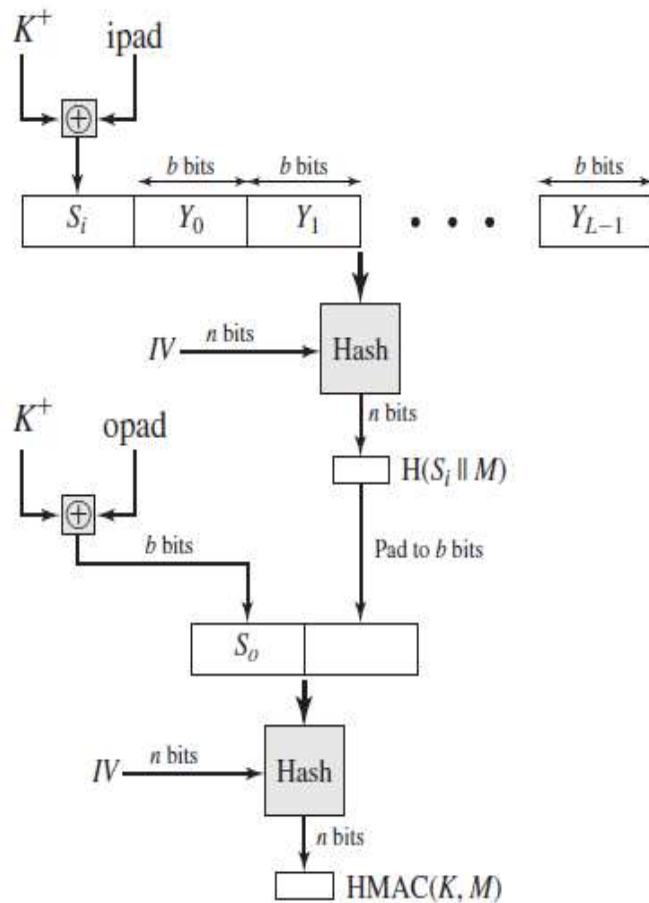 K⁺ ipad
⊕
b bits b bits b bits
Sᵢ Y₀ Y₁ • • • Y_{L−1}
IV n bits Hash
n bits
K⁺ opad
H(Sᵢ ∥ M)
⊕
b bits
Pad to b bits
Sₒ
IV n bits Hash
n bits
HMAC(K, M)